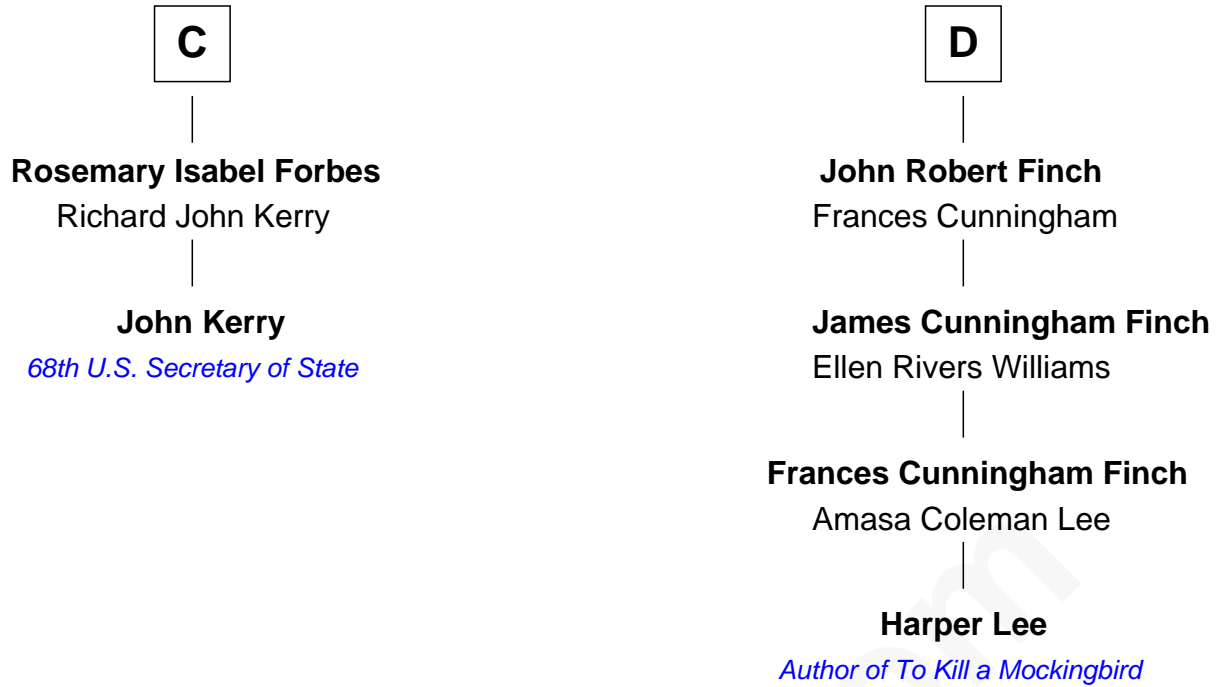 C
Rosemary Isabel Forbes
Richard John Kerry
John Kerry
68th U.S. Secretary of State
D
John Robert Finch
Frances Cunningham
James Cunningham Finch
Ellen Rivers Williams
Frances Cunningham Finch
Amasa Coleman Lee
Harper Lee
Author of To Kill a Mockingbird